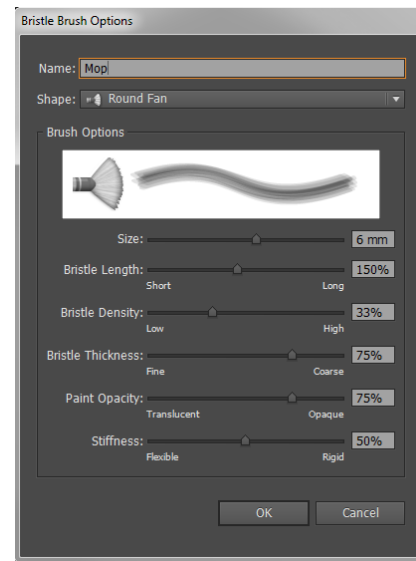 Bristle Brush Options
Name: Mop
Shape: Round Fan
Brush Options
Size: 6 mm
Bristle Length: 150%
Short Long
Bristle Density: 33%
Low High
Bristle Thickness: 75%
Fine Coarse
Paint Opacity: 75%
Translucent Opaque
Stiffness: 50%
Flexible Rigid
OK Cancel